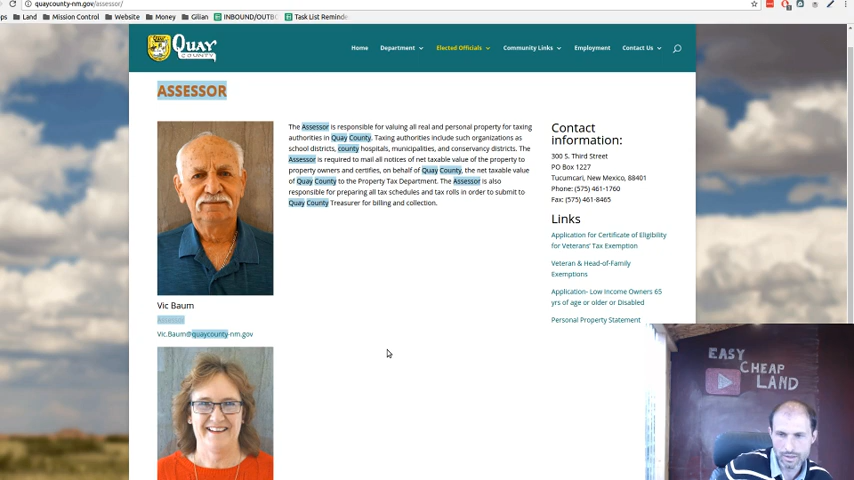 quaycounty-nm.gov/assessor/
ps Land Mission Control Website Money Gilian INBOUND/OUTBO Task List Reminde
QUAY
COUNTY
Home Department Elected Officials Community Links Employment Contact Us
ASSESSOR
The Assessor is responsible for valuing all real and personal property for taxing
authorities in Quay County. Taxing authorities include such organizations as
school districts, county hospitals, municipalities, and conservancy districts. The
Assessor is required to mail all notices of net taxable value of the property to
property owners and certifies, on behalf of Quay County, the net taxable value
of Quay County to the Property Tax Department. The Assessor is also
responsible for preparing all tax schedules and tax rolls in order to submit to
Quay County Treasurer for billing and collection.
Vic Baum
Assessor
Vic.Baum@quaycounty-nm.gov
Contact
information:
300 S. Third Street
PO Box 1227
Tucumcari, New Mexico, 88401
Phone: (575) 461-1760
Fax: (575) 461-8465
Links
Application for Certificate of Eligibility
for Veterans' Tax Exemption
Veteran & Head-of-Family
Exemptions
Application- Low Income Owners 65
yrs of age or older or Disabled
Personal Property Statement
EASY
CHEAP
LAND